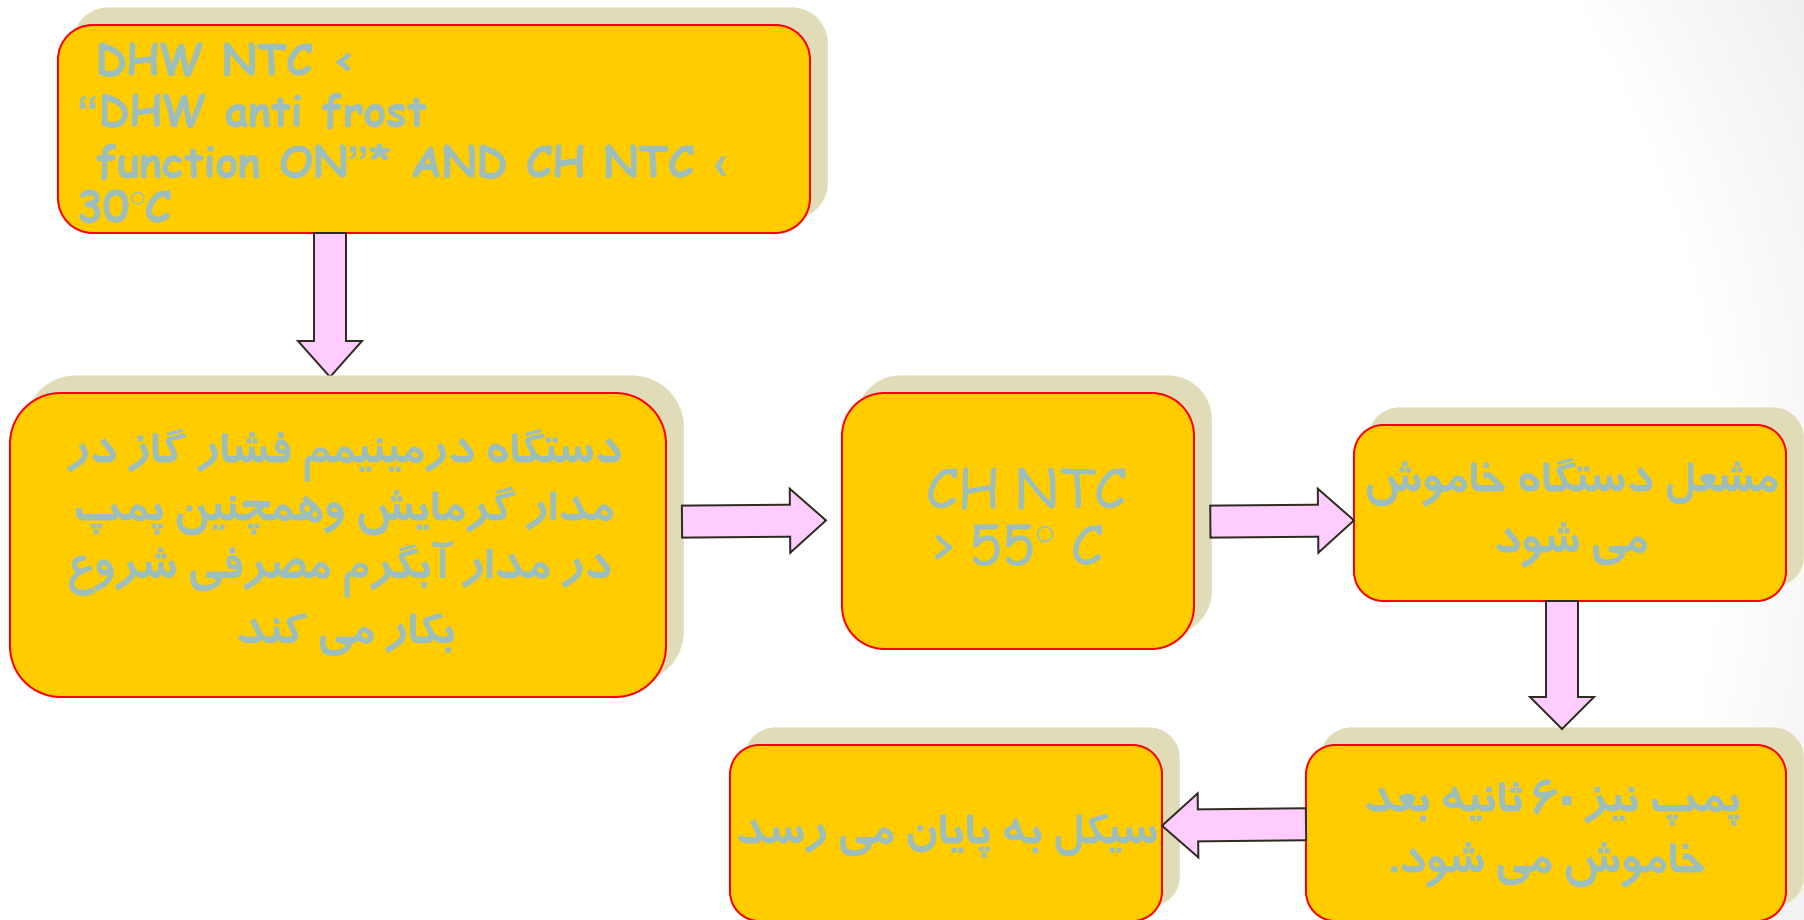 DHW NTC <
“DHW anti frost
function ON”* AND CH NTC <
30°C
دستگاه درمینیمم فشار گاز در
مدار گرمایش وهمچنین پمپ
در مدار آبگرم مصرفی شروع
بکار می کند
CH NTC
> 55° C
مشعل دستگاه خاموش
می شود
پمپ نیز ۶۰ ثانیه بعد
خاموش می شود.
سیکل به پایان می رسد